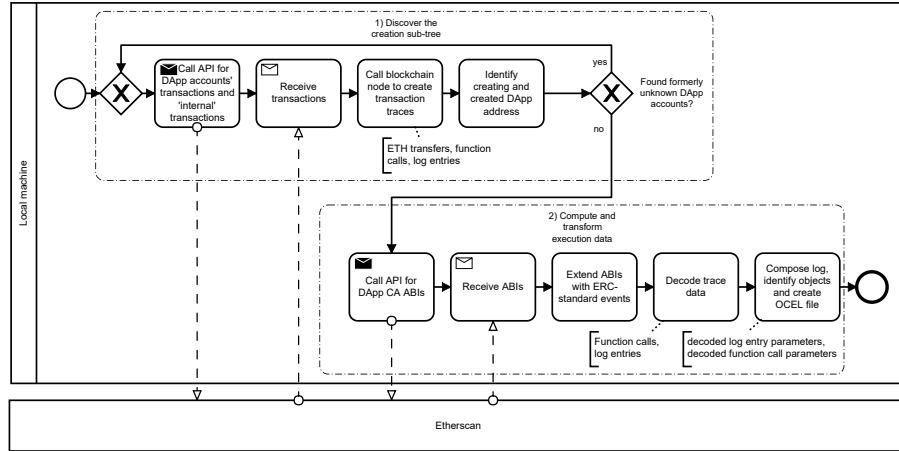 1) Discover the
creation sub-tree
yes
Call API for
DApp accounts'
transactions and
'internal'
transactions
Receive
transactions
Call blockchain
node to create
transaction
traces
Identify
creating and
created DApp
address
Found formerly
unknown DApp
accounts?
no
ETH transfers, function
calls, log entries
Local machine
2) Compute and
transform
execution data
Call API for
DApp CA ABIs
Receive ABIs
Extend ABIs
with ERC-
standard events
Decode trace
data
Compose log,
identify objects
and create
OCEL file
Function calls,
log entries
decoded log entry parameters,
decoded function call parameters
Etherscan